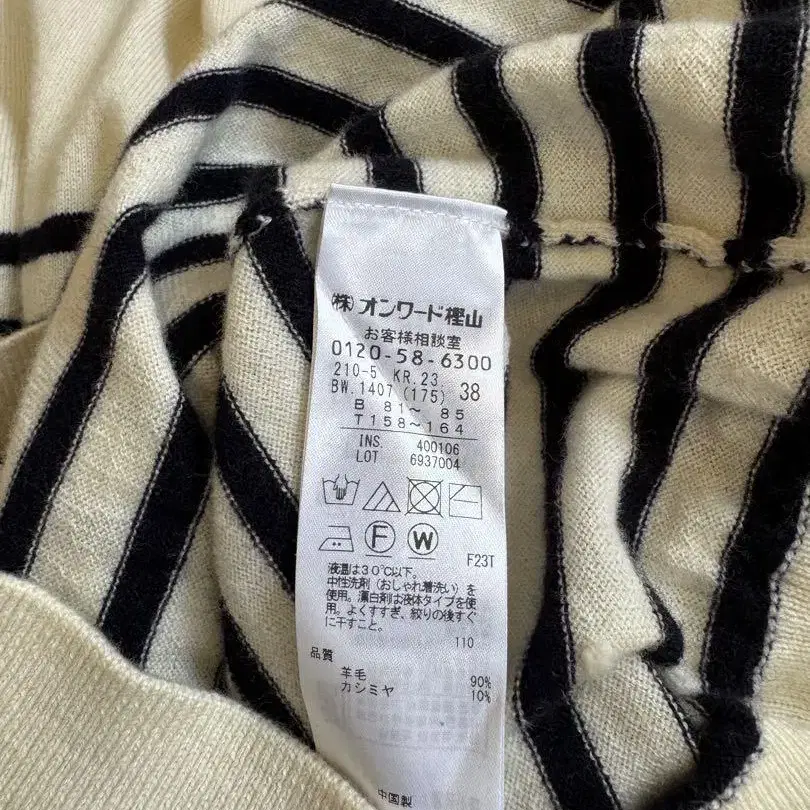 (株)オンワード樫山
お客様相談室
0120-58-6300
210-5 KR.23 38
BW.1407(175)
B 81〜 85
T158〜164
INS. 400106
LOT 6937004
F W F23T
液温は30℃以下。
中性洗剤(おしゃれ着洗い)を
使用。漂白剤は液体タイプを使
用。よくすすぎ、絞りの後すぐ
に干すこと。
110
品質
羊毛 90%
カシミヤ 10%
中国製